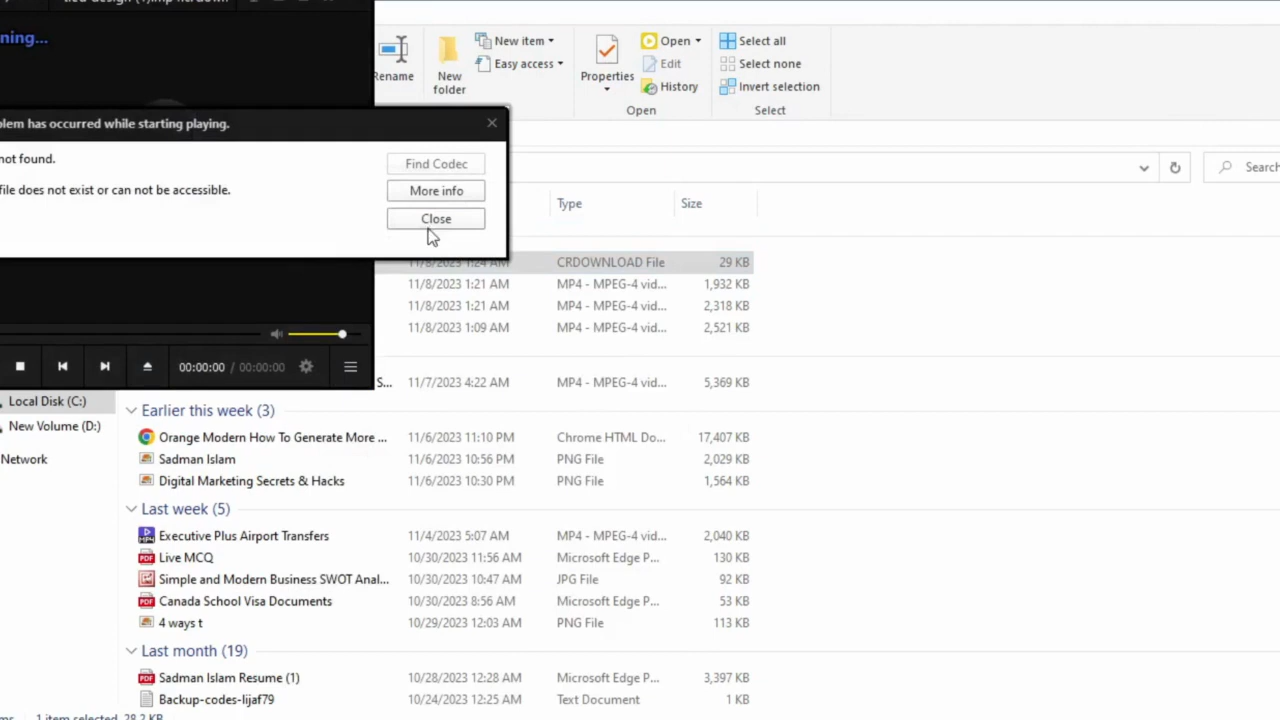 ning...
Rename
New folder
New item
Easy access
Properties
Open
Edit
History
Open
Select all
Select none
Invert selection
Select
blem has occurred while starting playing.
not found.
file does not exist or can not be accessible.
Find Codec
More info
Close
Search
Type Size
11/8/2023 1:24 AM CRDOWNLOAD File 29 KB
11/8/2023 1:21 AM MP4 - MPEG-4 vid... 1,932 KB
11/8/2023 1:21 AM MP4 - MPEG-4 vid... 2,318 KB
11/8/2023 1:09 AM MP4 - MPEG-4 vid... 2,521 KB
00:00:00 / 00:00:00
S... 11/7/2023 4:22 AM MP4 - MPEG-4 vid... 5,369 KB
Local Disk (C:)
New Volume (D:)
Network
Earlier this week (3)
Orange Modern How To Generate More ... 11/6/2023 11:10 PM Chrome HTML Do... 17,407 KB
Sadman Islam 11/6/2023 10:56 PM PNG File 2,029 KB
Digital Marketing Secrets & Hacks 11/6/2023 10:30 PM PNG File 1,564 KB
Last week (5)
Executive Plus Airport Transfers 11/4/2023 5:07 AM MP4 - MPEG-4 vid... 2,040 KB
Live MCQ 10/30/2023 11:56 AM Microsoft Edge P... 130 KB
Simple and Modern Business SWOT Anal... 10/30/2023 10:47 AM JPG File 92 KB
Canada School Visa Documents 10/30/2023 8:56 AM Microsoft Edge P... 53 KB
4 ways t 10/29/2023 12:03 AM PNG File 113 KB
Last month (19)
Sadman Islam Resume (1) 10/28/2023 12:28 AM Microsoft Edge P... 3,397 KB
Backup-codes-lijaf79 10/24/2023 12:25 AM Text Document 1 KB
1 item selected 28.2 KB